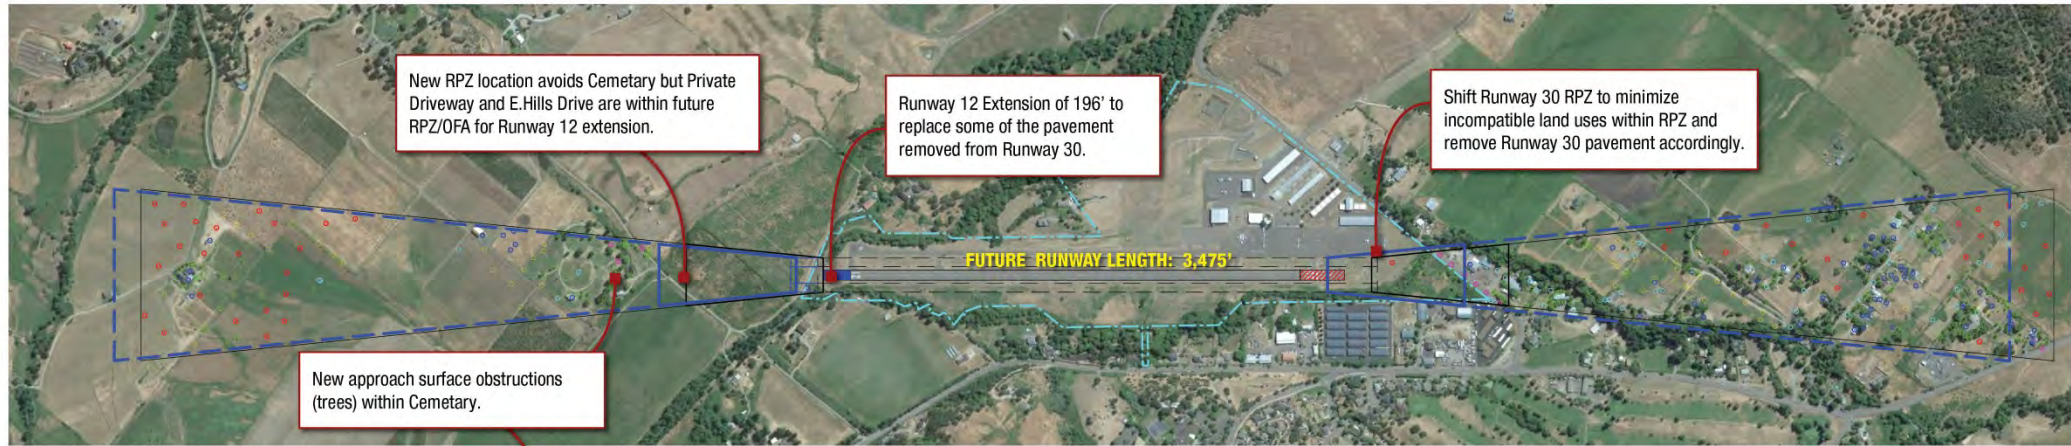 New RPZ location avoids Cemetary but Private
Driveway and E.Hills Drive are within future
RPZ/OFA for Runway 12 extension.
Runway 12 Extension of 196' to
replace some of the pavement
removed from Runway 30.
Shift Runway 30 RPZ to minimize
incompatible land uses within RPZ and
remove Runway 30 pavement accordingly.
FUTURE RUNWAY LENGTH: 3,475'
New approach surface obstructions
(trees) within Cemetary.